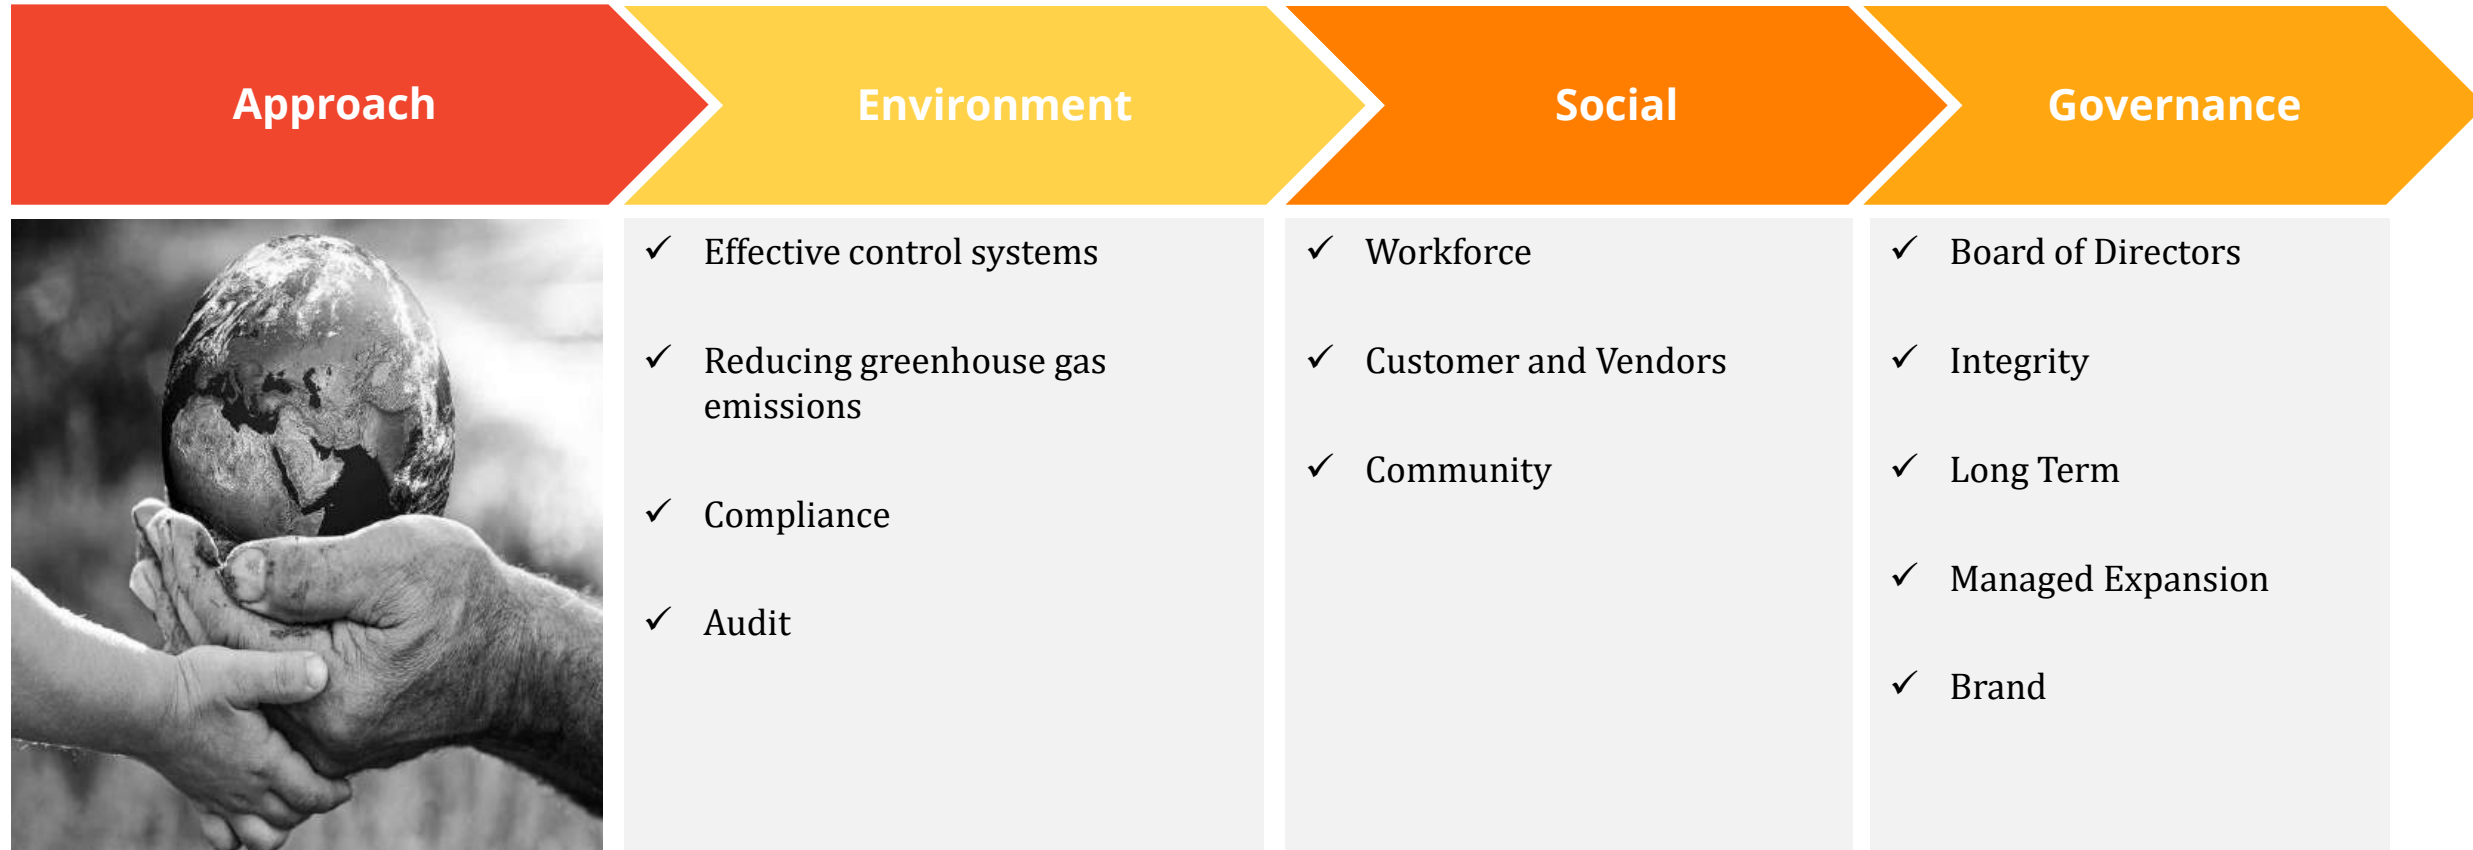 Approach
Environment
Social
Governance
✓ Effective control systems
✓ Reducing greenhouse gas
emissions
✓ Compliance
✓ Audit
✓ Workforce
✓ Customer and Vendors
✓ Community
✓ Board of Directors
✓ Integrity
✓ Long Term
✓ Managed Expansion
✓ Brand